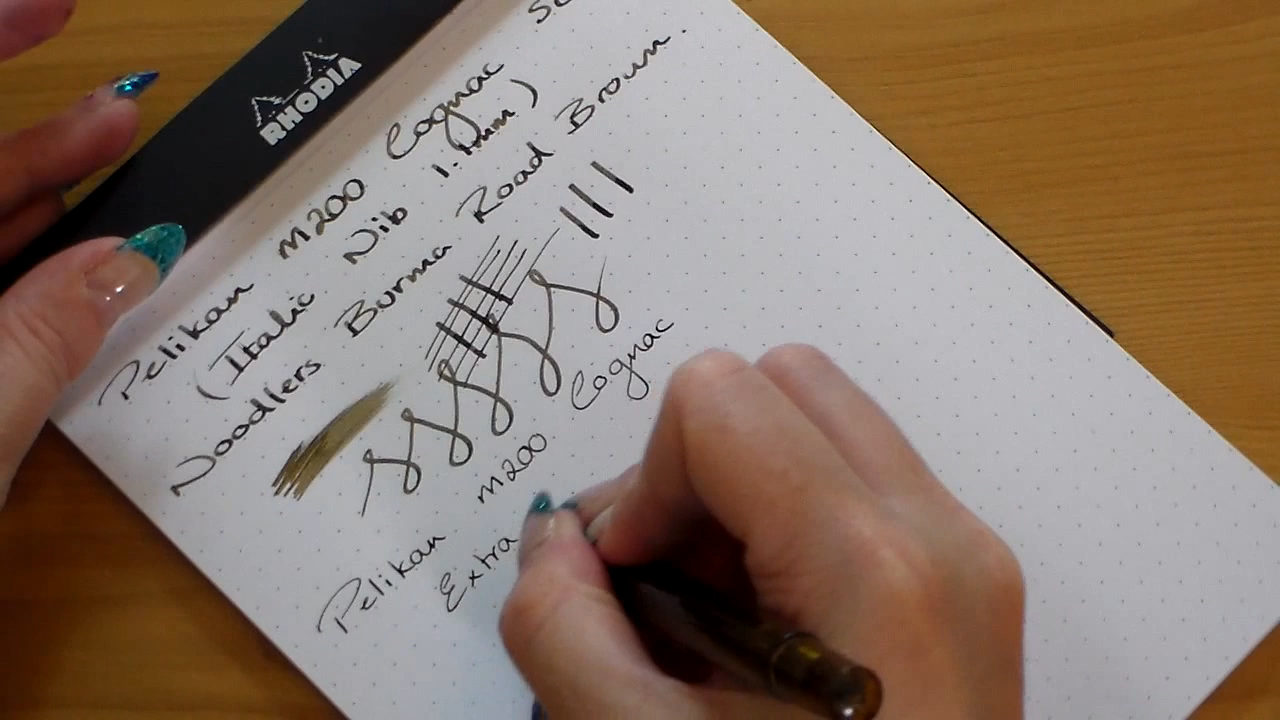 RHODIA
Pelikan M200 Cognac
(Italic Nib 1.1mm)
Noodlers Burma Road Brown.
Pelikan M200 Cognac
Extra